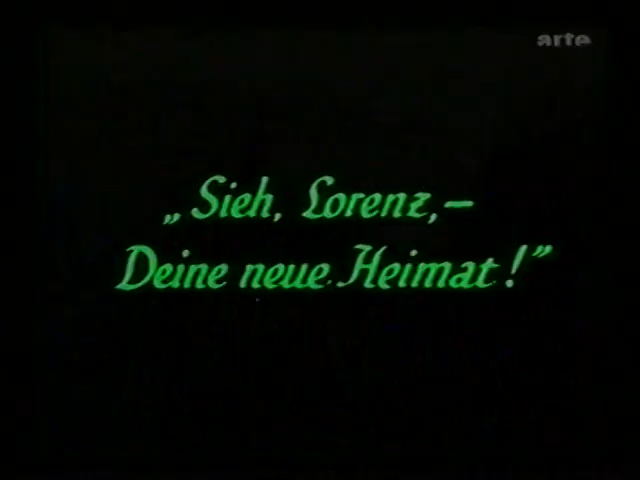 arte
„Sieh, Lorenz,—
Deine neue Heimat!”